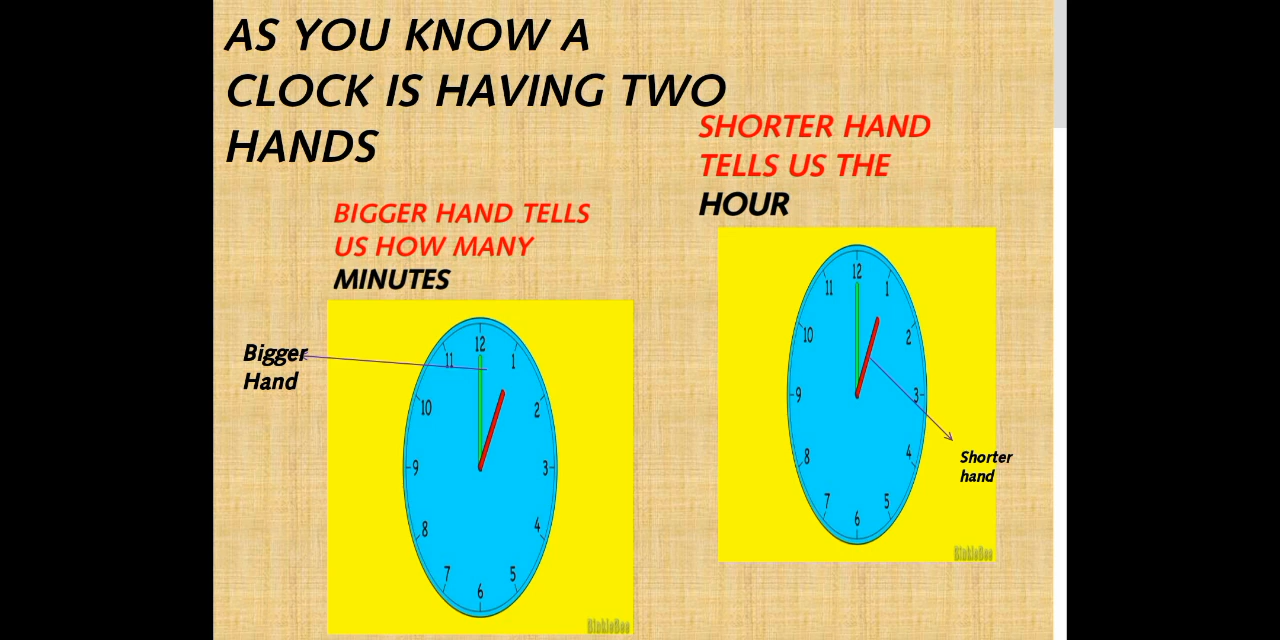 AS YOU KNOW A
CLOCK IS HAVING TWO
HANDS
BIGGER HAND TELLS
US HOW MANY
MINUTES
Bigger
Hand
12
11
1
10
2
9
3
8
4
7
5
6
BinkleBee
SHORTER HAND
TELLS US THE
HOUR
12
11
1
10
2
9
3
8
4
7
5
6
Shorter
hand